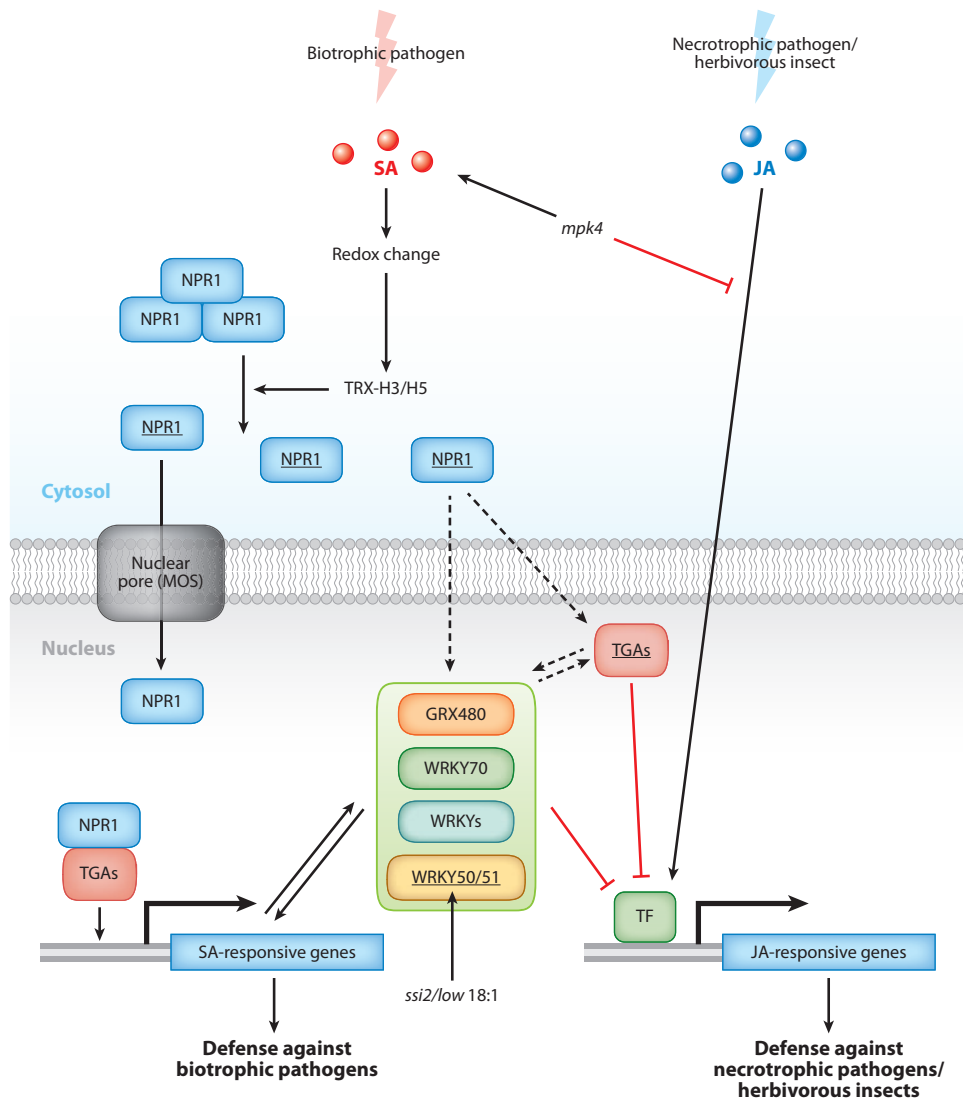 Biotrophic pathogen
Necrotrophic pathogen/
herbivorous insect
SA
JA
mpk4
Redox change
NPR1
NPR1
NPR1
TRX-H3/H5
NPR1
NPR1
NPR1
Cytosol
Nuclear
pore (MOS)
Nucleus
TGAs
NPR1
GRX480
WRKY70
WRKYs
WRKY50/51
NPR1
TGAs
TF
SA-responsive genes
JA-responsive genes
ssi2/low 18:1
Defense against
biotrophic pathogens
Defense against
necrotrophic pathogens/
herbivorous insects